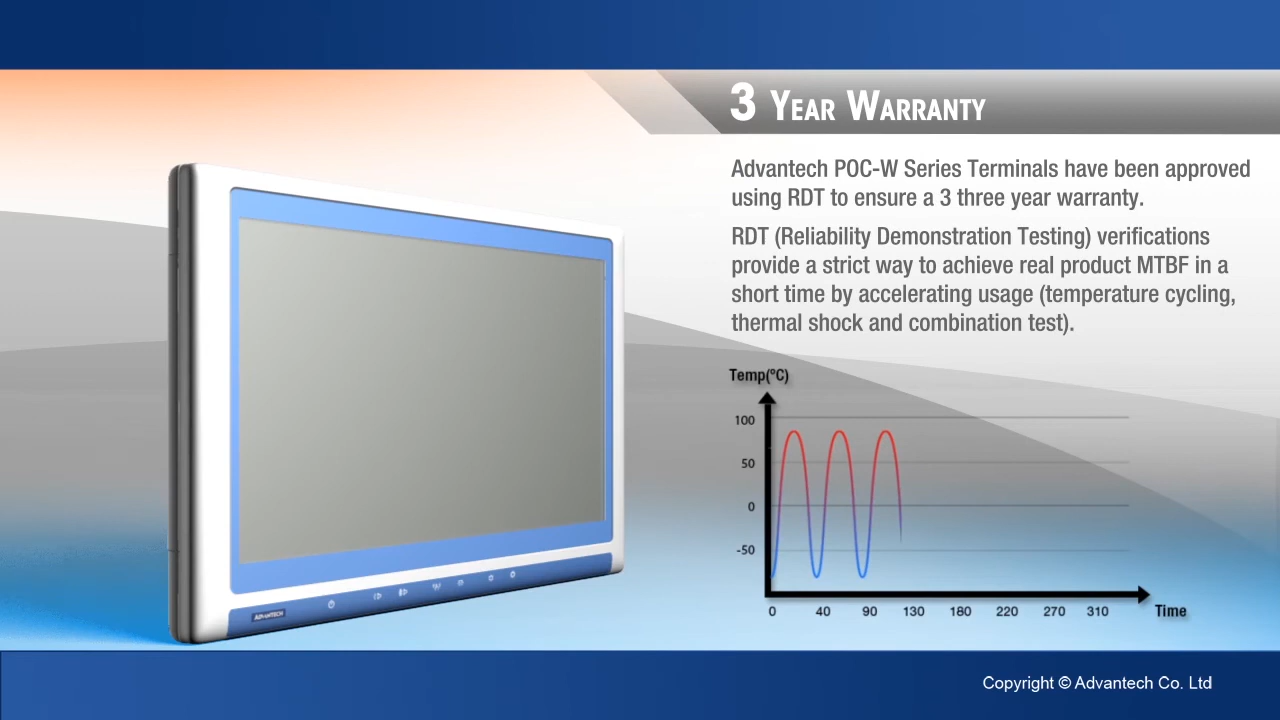 3 YEAR WARRANTY
Advantech POC-W Series Terminals have been approved
using RDT to ensure a 3 three year warranty.
RDT (Reliability Demonstration Testing) verifications
provide a strict way to achieve real product MTBF in a
short time by accelerating usage (temperature cycling,
thermal shock and combination test).
Temp(°C)
100
50
0
-50
0 40 90 130 180 220 270 310 Time
ADVANTECH
Copyright © Advantech Co. Ltd